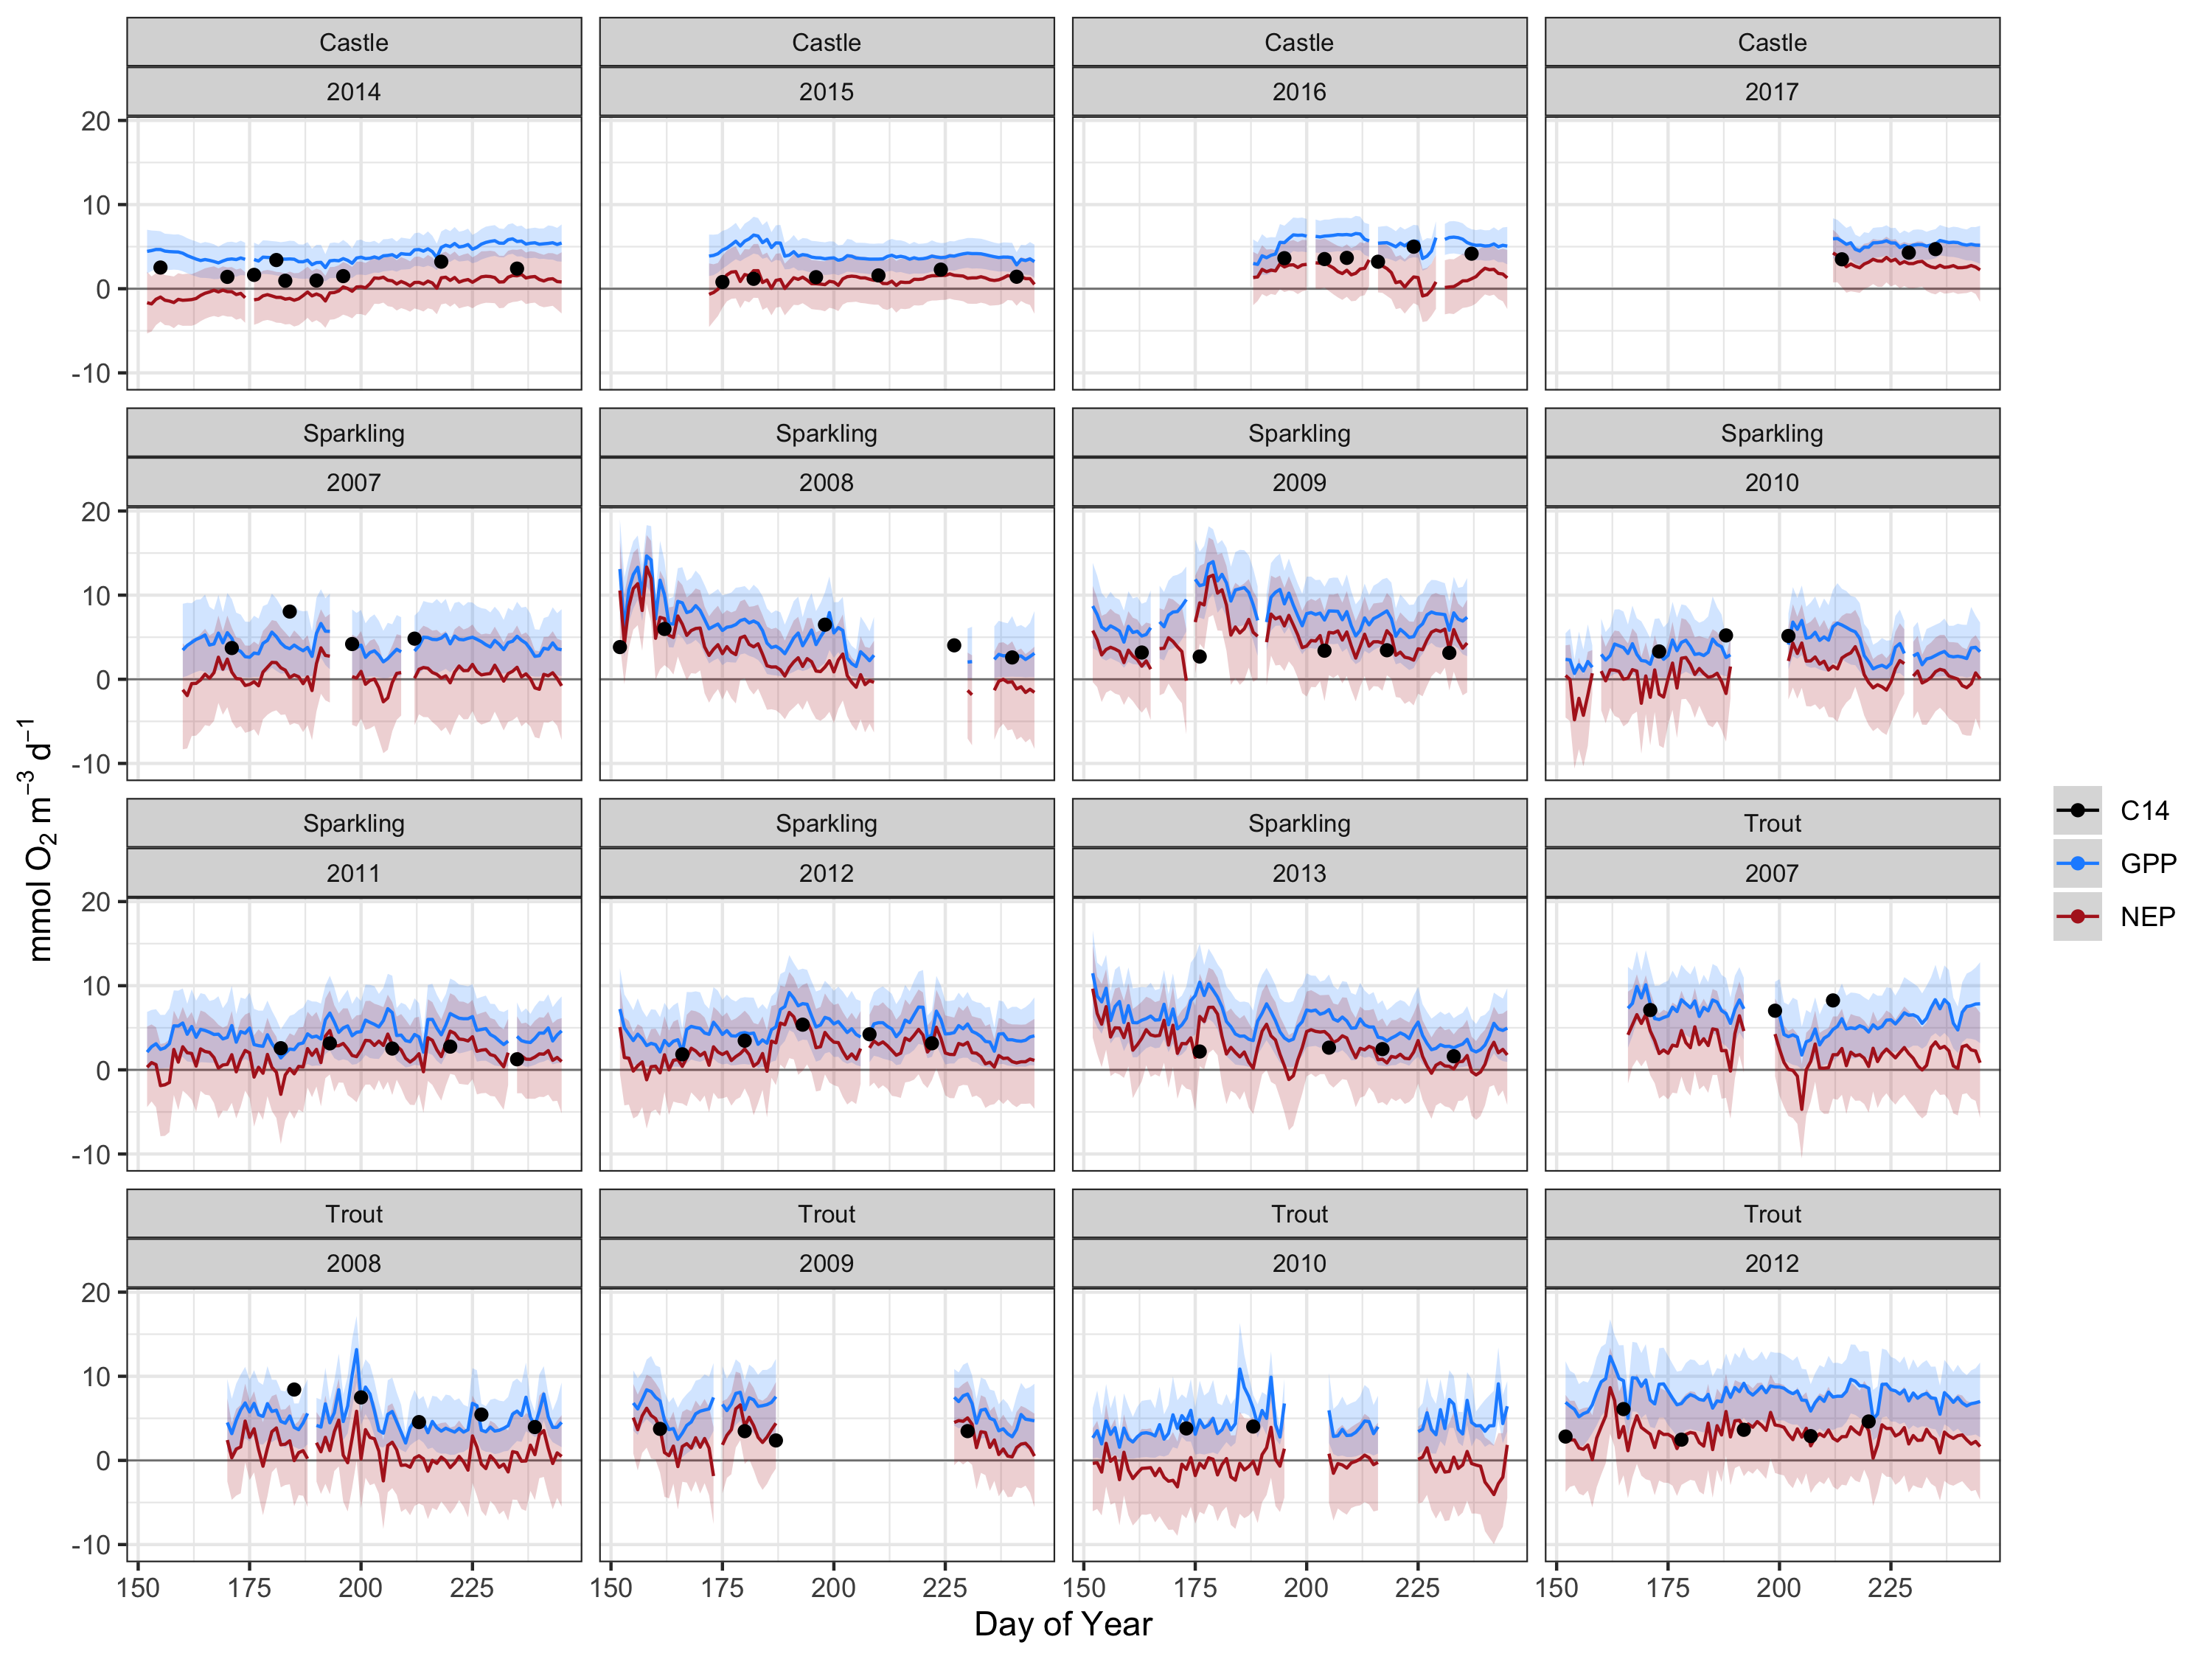 Castle Castle Castle Castle
2014 2015 2016 2017
20
10
0
-10
Sparkling Sparkling Sparkling Sparkling
2007 2008 2009 2010
20
10
0
-10
Sparkling Sparkling Sparkling Trout
2011 2012 2013 2007
20
10
0
-10
Trout Trout Trout Trout
2008 2009 2010 2012
20
10
0
-10
150 175 200 225 150 175 200 225 150 175 200 225 150 175 200 225
Day of Year
mmol O₂ m⁻³ d⁻¹
C14
GPP
NEP